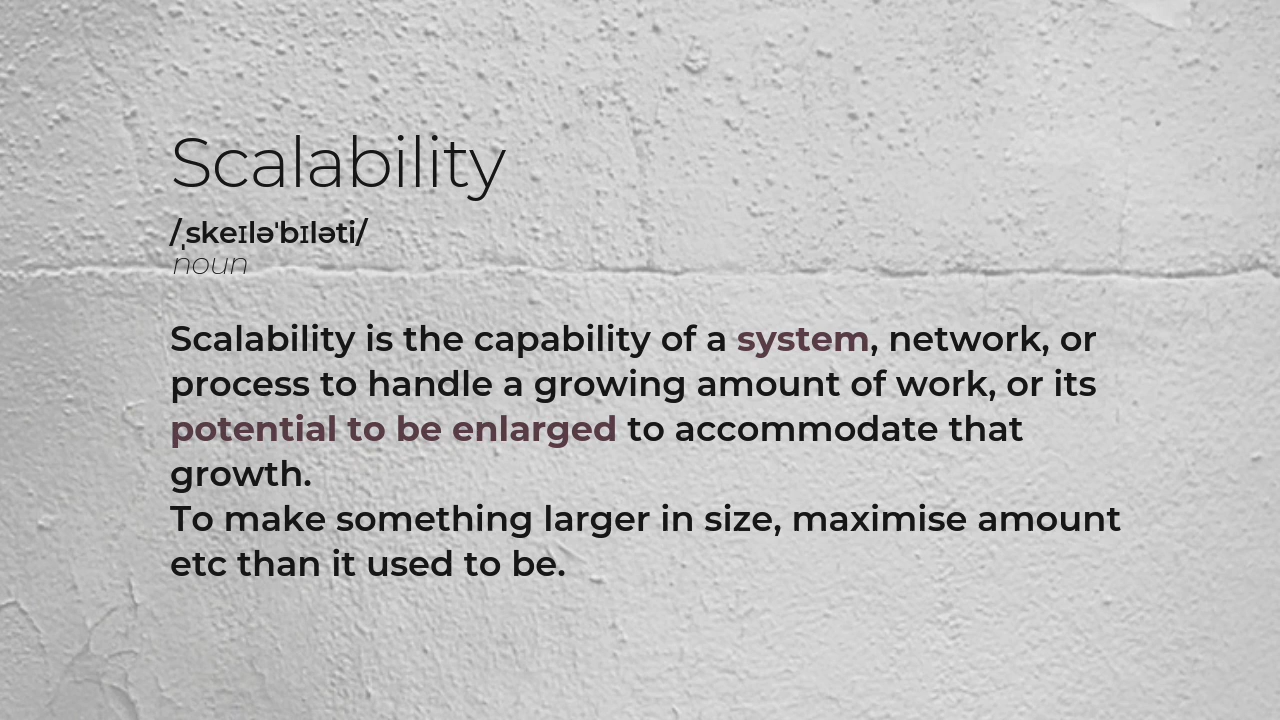 Scalability
/ˌskeɪləˈbɪləti/
noun
Scalability is the capability of a system, network, or
process to handle a growing amount of work, or its
potential to be enlarged to accommodate that
growth.
To make something larger in size, maximise amount
etc than it used to be.